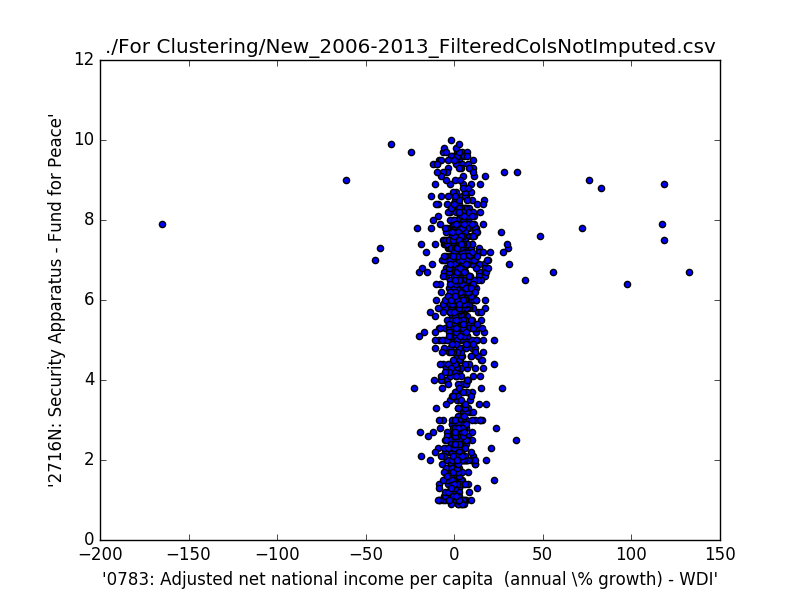 ./For Clustering/New_2006-2013_FilteredColsNotImputed.csv
12
10
8
6
4
2
0
'2716N: Security Apparatus - Fund for Peace'
−200 −150 −100 −50 0 50 100 150
'0783: Adjusted net national income per capita  (annual \% growth) - WDI'